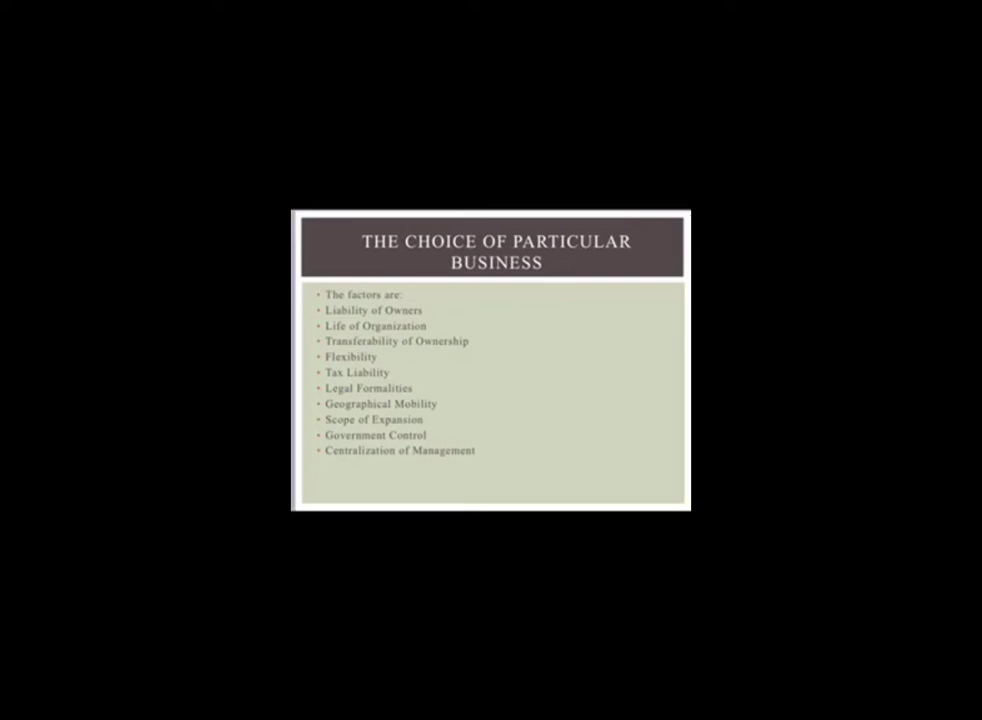 THE CHOICE OF PARTICULAR
BUSINESS
• The factors are:
• Liability of Owners
• Life of Organization
• Transferability of Ownership
• Flexibility
• Tax Liability
• Legal Formalities
• Geographical Mobility
• Scope of Expansion
• Government Control
• Centralization of Management